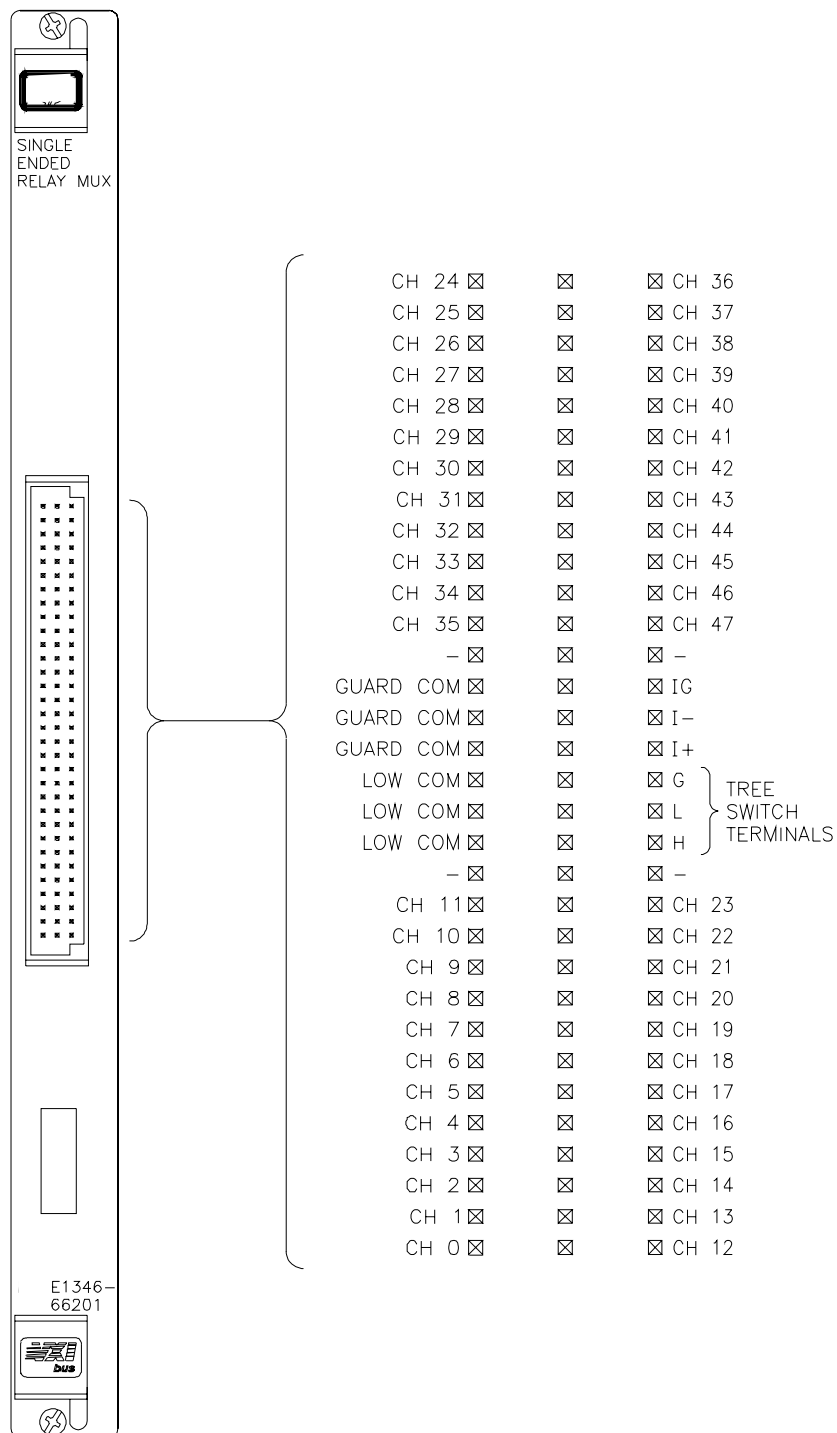 SINGLE
ENDED
RELAY MUX
CH 24 CH 36
CH 25 CH 37
CH 26 CH 38
CH 27 CH 39
CH 28 CH 40
CH 29 CH 41
CH 30 CH 42
CH 31 CH 43
CH 32 CH 44
CH 33 CH 45
CH 34 CH 46
CH 35 CH 47
– –
GUARD COM IG
GUARD COM I–
GUARD COM I+
LOW COM G
LOW COM L
LOW COM H
TREE
SWITCH
TERMINALS
– –
CH 11 CH 23
CH 10 CH 22
CH 9 CH 21
CH 8 CH 20
CH 7 CH 19
CH 6 CH 18
CH 5 CH 17
CH 4 CH 16
CH 3 CH 15
CH 2 CH 14
CH 1 CH 13
CH 0 CH 12
E1346–
66201
VXI
bus